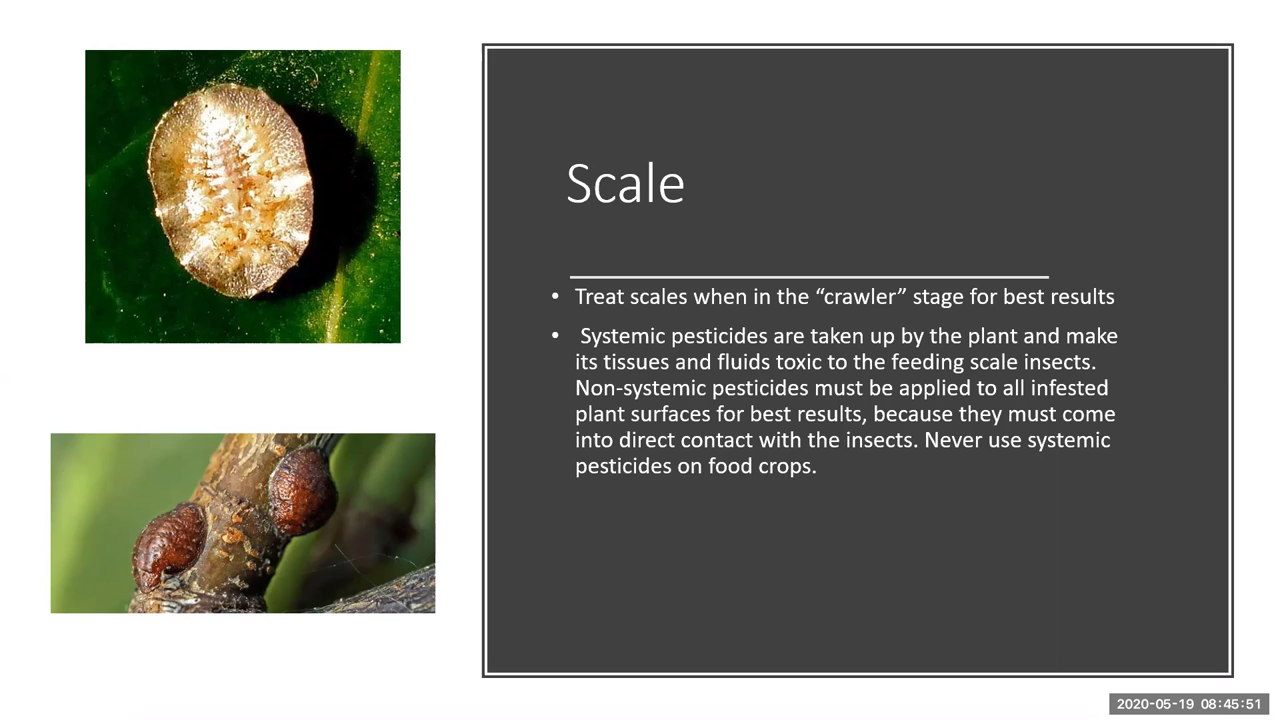 Scale
• Treat scales when in the “crawler” stage for best results
• Systemic pesticides are taken up by the plant and make
its tissues and fluids toxic to the feeding scale insects.
Non-systemic pesticides must be applied to all infested
plant surfaces for best results, because they must come
into direct contact with the insects. Never use systemic
pesticides on food crops.
2020-05-19 08:45:51